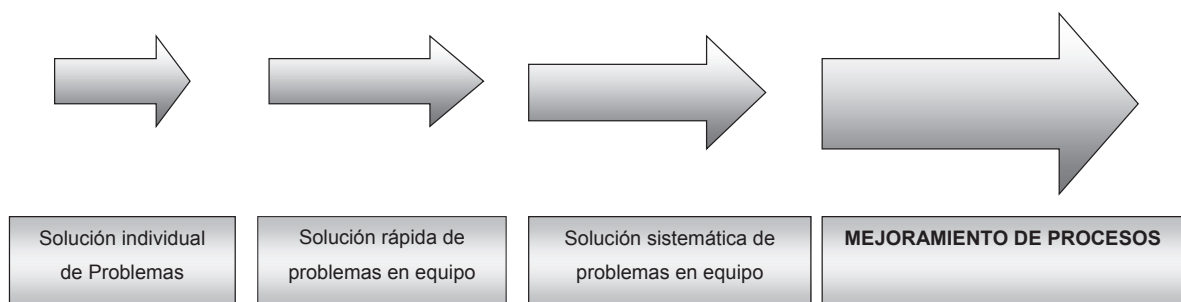 Solución individual
de Problemas
Solución rápida de
problemas en equipo
Solución sistemática de
problemas en equipo
MEJORAMIENTO DE PROCESOS